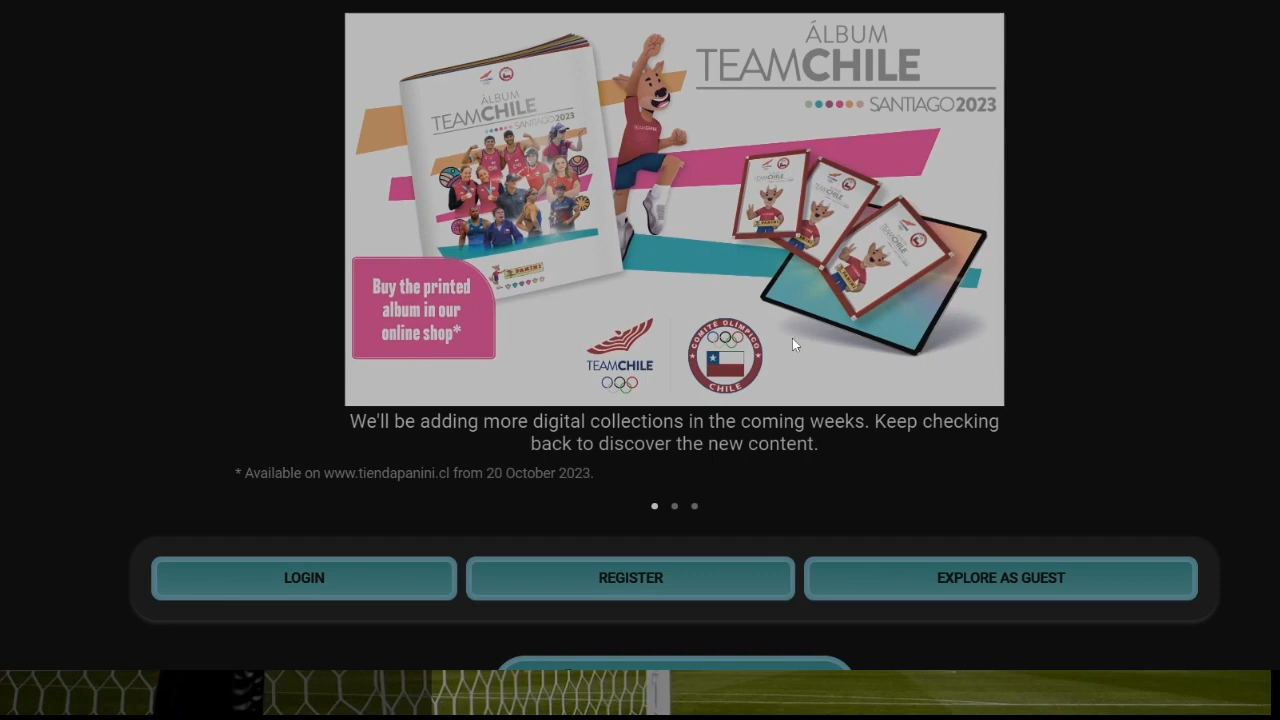 ÁLBUM
TEAMCHILE
SANTIAGO2023
ÁLBUM
TEAMCHILE
SANTIAGO2023
PANINI
Buy the printed
album in our
online shop*
TEAMCHILE
COMITÉ OLÍMPICO
CHILE
We'll be adding more digital collections in the coming weeks. Keep checking
back to discover the new content.
* Available on www.tiendapanini.cl from 20 October 2023.
LOGIN
REGISTER
EXPLORE AS GUEST